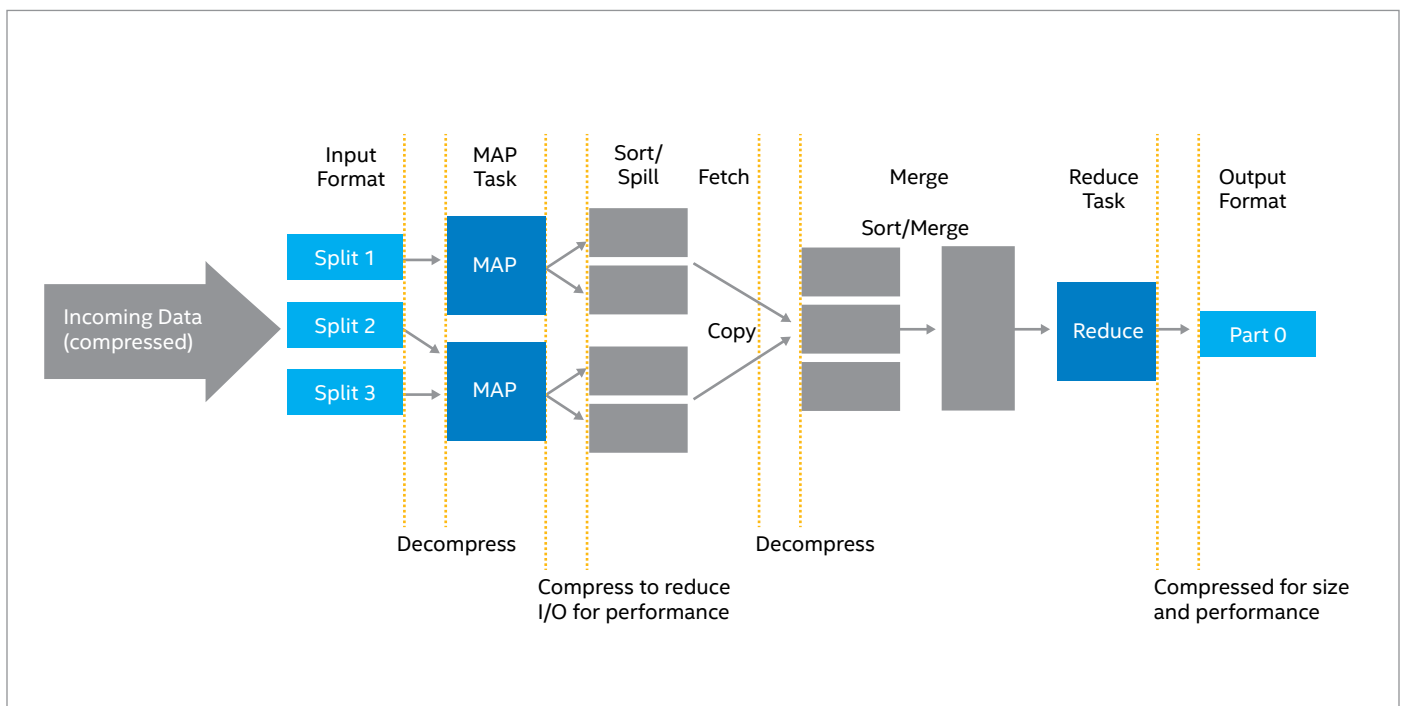 Input
Format
MAP
Task
Sort/
Spill
Fetch
Merge
Reduce
Task
Output
Format
Sort/Merge
Incoming Data
(compressed)
Split 1
Split 2
Split 3
MAP
MAP
Copy
Reduce
Part 0
Decompress
Decompress
Compress to reduce
I/O for performance
Compressed for size
and performance